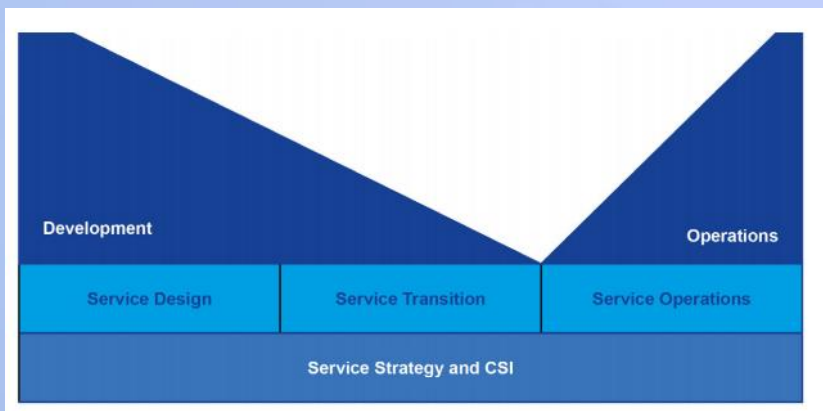 Development
Operations
Service Design
Service Transition
Service Operations
Service Strategy and CSI